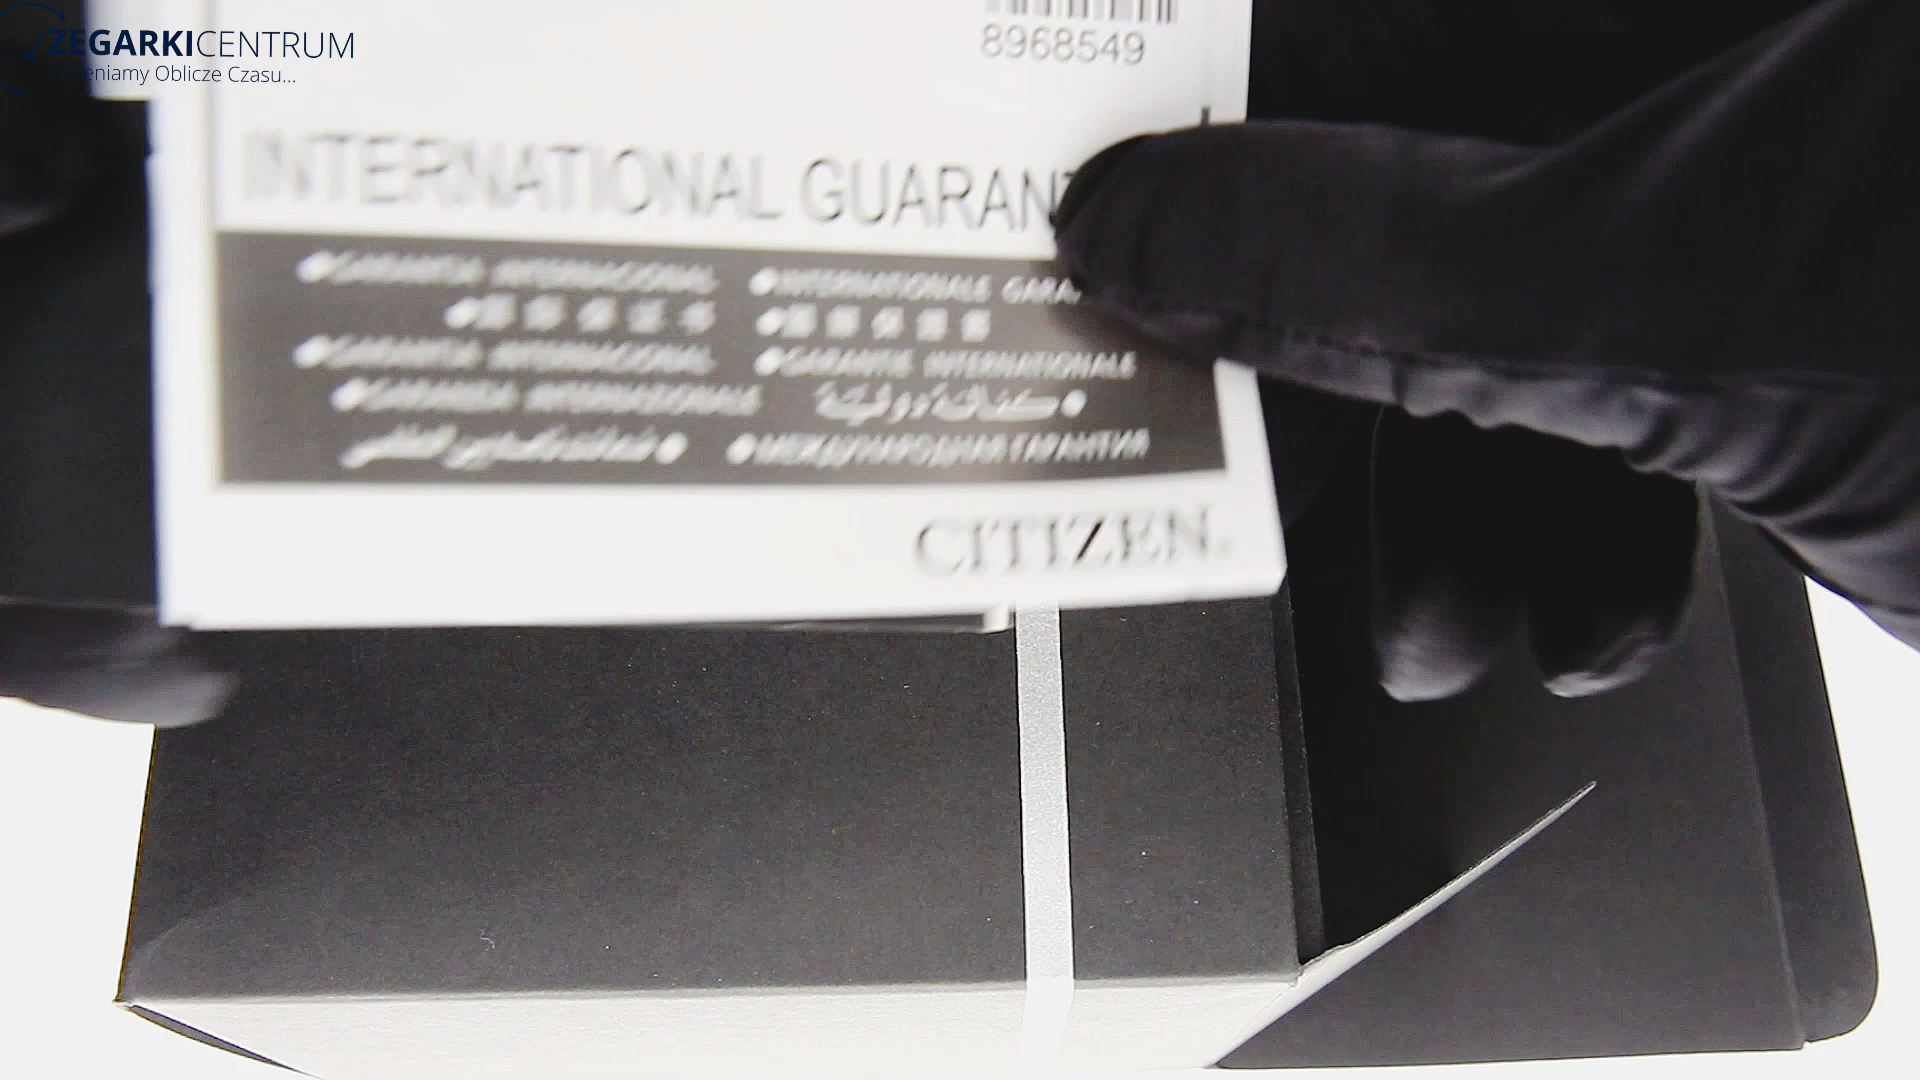 ZEGARKICENTRUM
eniamy Oblicze Czasu...
8968549
INTERNATIONAL GUARAN
GARANTIA INTERNACIONAL
INTERNATIONALE GARA
GARANTIA INTERNACIONAL
GARANTIE INTERNATIONALE
GARANZIA INTERNAZIONALE
МЕЖДУНАРОДНАЯ ГАРАНТИЯ
CITIZEN